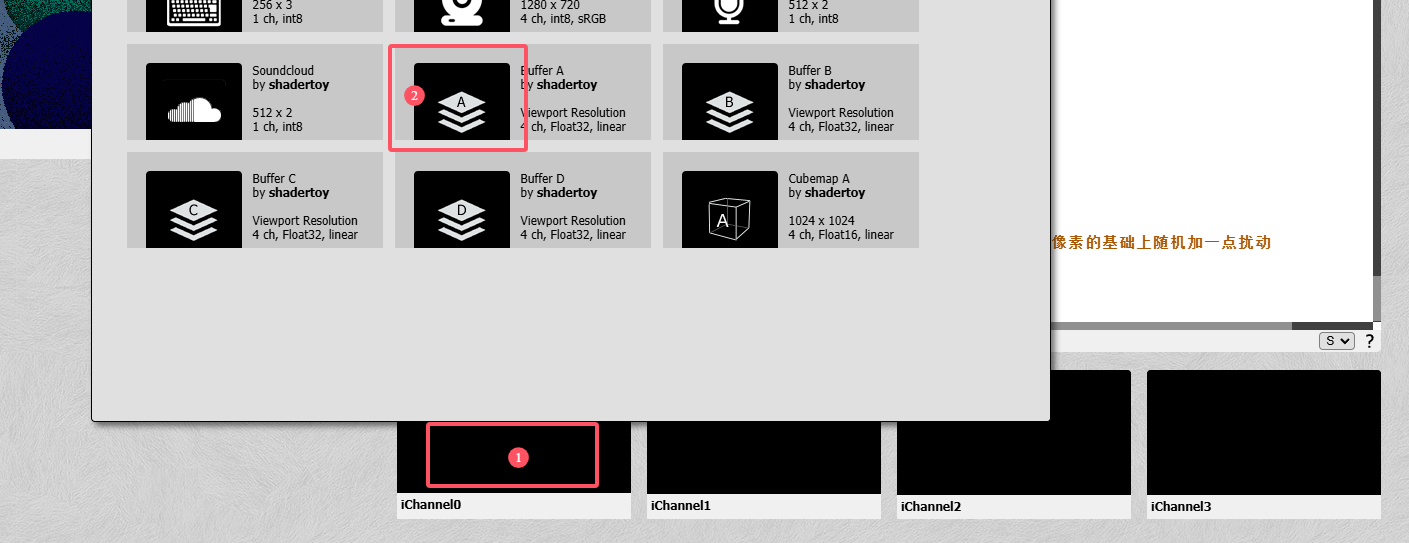 256 x 3
1 ch, int8
1280 x 720
4 ch, int8, sRGB
512 x 2
1 ch, int8
Soundcloud
by shadertoy
512 x 2
1 ch, int8
2
A
Buffer A
by shadertoy
Viewport Resolution
4 ch, Float32, linear
B
Buffer B
by shadertoy
Viewport Resolution
4 ch, Float32, linear
C
Buffer C
by shadertoy
Viewport Resolution
4 ch, Float32, linear
D
Buffer D
by shadertoy
Viewport Resolution
4 ch, Float32, linear
A
Cubemap A
by shadertoy
1024 x 1024
4 ch, Float16, linear
像素的基础上随机加一点扰动
S
?
1
iChannel0
iChannel1
iChannel2
iChannel3